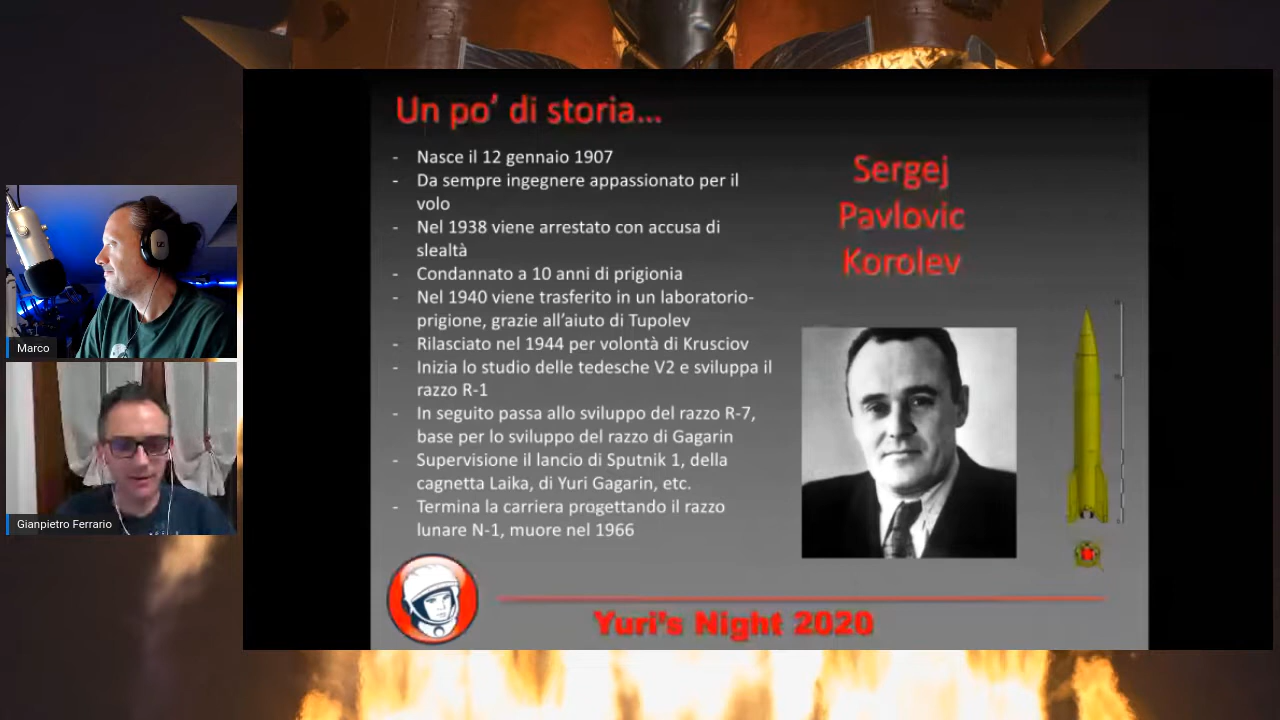 Un po' di storia...
- Nasce il 12 gennaio 1907
- Da sempre ingegnere appassionato per il
volo
- Nel 1938 viene arrestato con accusa di
slealtà
- Condannato a 10 anni di prigionia
- Nel 1940 viene trasferito in un laboratorio-
prigione, grazie all'aiuto di Tupolev
- Rilasciato nel 1944 per volontà di Krusciov
- Inizia lo studio delle tedesche V2 e sviluppa il
razzo R-1
- In seguito passa allo sviluppo del razzo R-7,
base per lo sviluppo del razzo di Gagarin
- Supervisione il lancio di Sputnik 1, della
cagnetta Laika, di Yuri Gagarin, etc.
- Termina la carriera progettando il razzo
lunare N-1, muore nel 1966
Sergej
Pavlovic
Korolev
Yuri's Night 2020
Marco
Gianpietro Ferrario